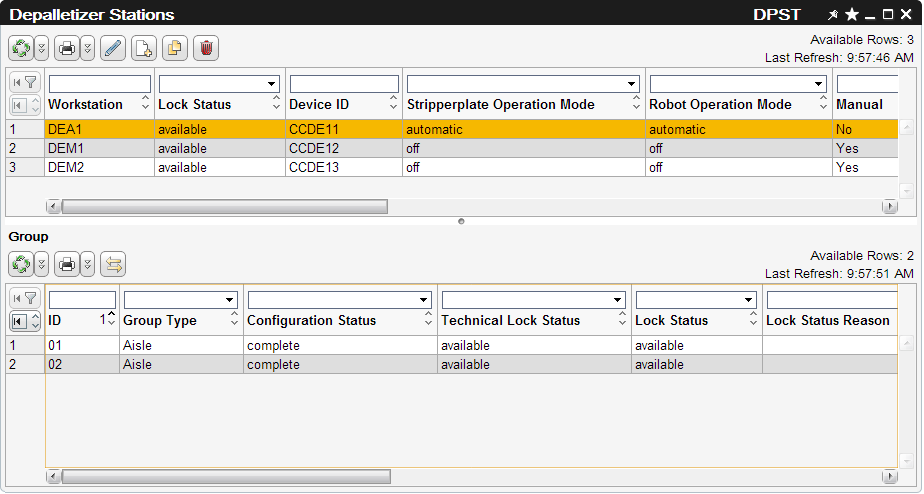 Depalletizer Stations DPST
Available Rows: 3
Last Refresh: 9:57:46 AM
Workstation Lock Status Device ID Stripperplate Operation Mode Robot Operation Mode Manual
1 DEA1 available CCDE11 automatic automatic No
2 DEM1 available CCDE12 off off Yes
3 DEM2 available CCDE13 off off Yes
Group
Available Rows: 2
Last Refresh: 9:57:51 AM
ID 1 Group Type Configuration Status Technical Lock Status Lock Status Lock Status Reason
1 01 Aisle complete available available
2 02 Aisle complete available available